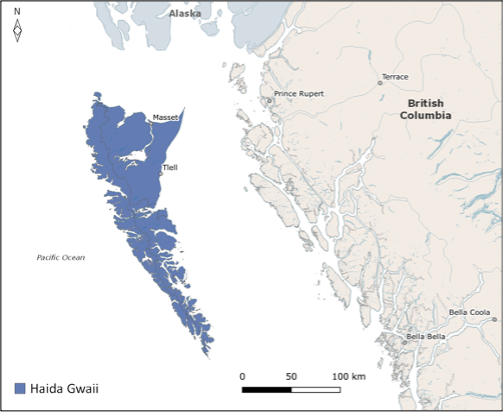 N
Alaska
Terrace
Prince Rupert
British
Columbia
Masset
Tlell
Pacific Ocean
Bella Coola
Bella Bella
0 50 100 km
Haida Gwaii